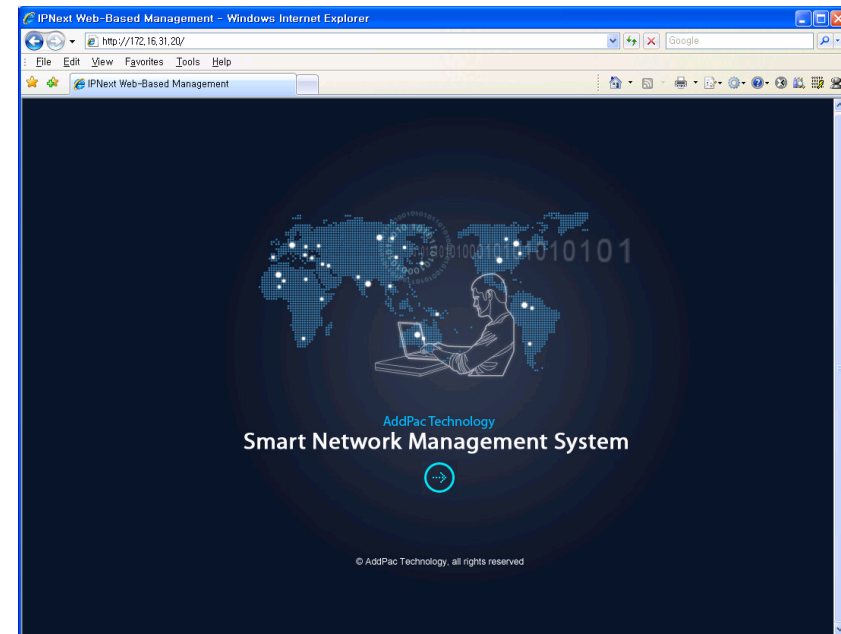 IPNext Web-Based Management - Windows Internet Explorer
http://172,16,31,20/
Google
File Edit View Favorites Tools Help
IPNext Web-Based Management
010101
AddPac Technology
Smart Network Management System
© AddPac Technology, all rights reserved